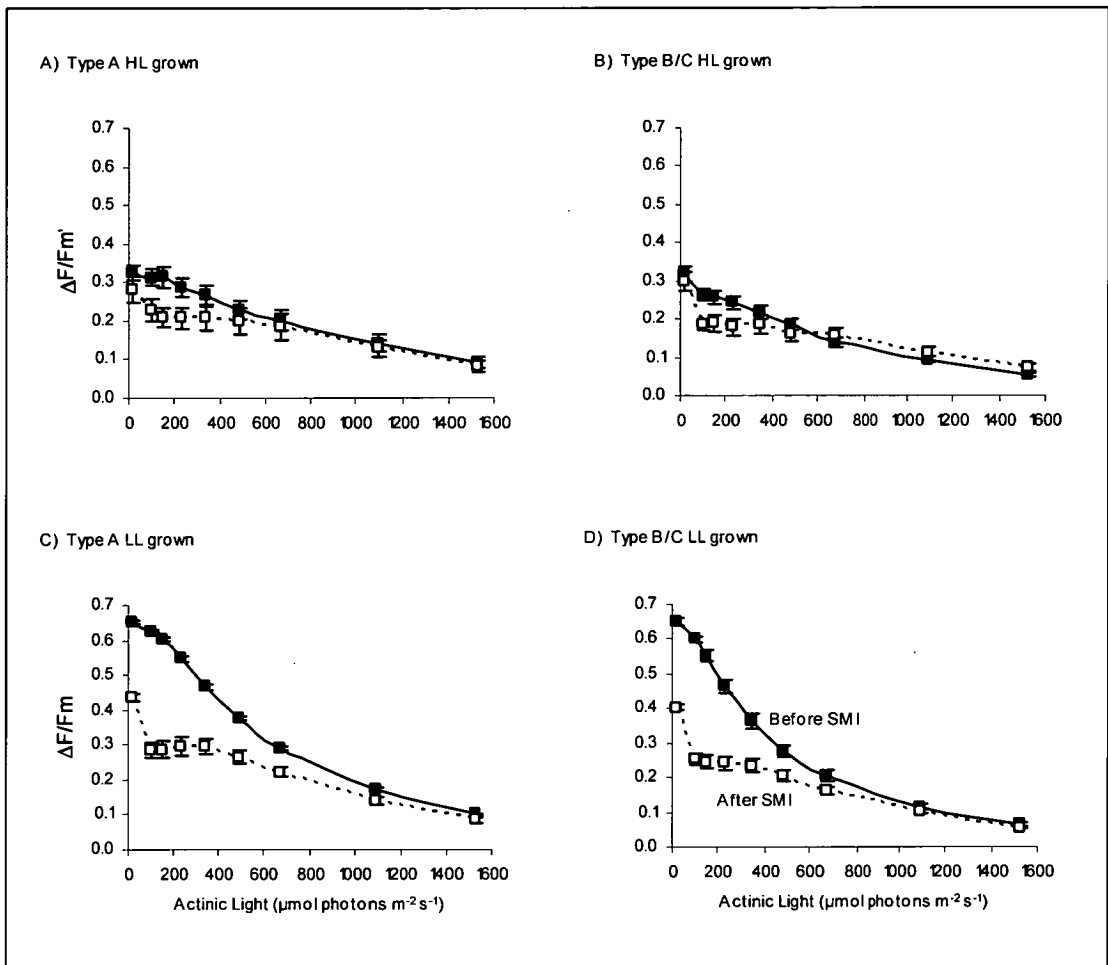 A) Type A HL grown
B) Type B/C HL grown
0.7
0.6
0.5
0.4
0.3
0.2
0.1
0.0
ΔF/Fm'
0 200 400 600 800 1000 1200 1400 1600
0.7
0.6
0.5
0.4
0.3
0.2
0.1
0.0
0 200 400 600 800 1000 1200 1400 1600
C) Type A LL grown
D) Type B/C LL grown
0.7
0.6
0.5
0.4
0.3
0.2
0.1
0.0
ΔF/Fm
0 200 400 600 800 1000 1200 1400 1600
Actinic Light (µmol photons m⁻² s⁻¹)
0.7
0.6
0.5
0.4
0.3
0.2
0.1
0.0
Before SMI
After SMI
0 200 400 600 800 1000 1200 1400 1600
Actinic Light (µmol photons m⁻² s⁻¹)